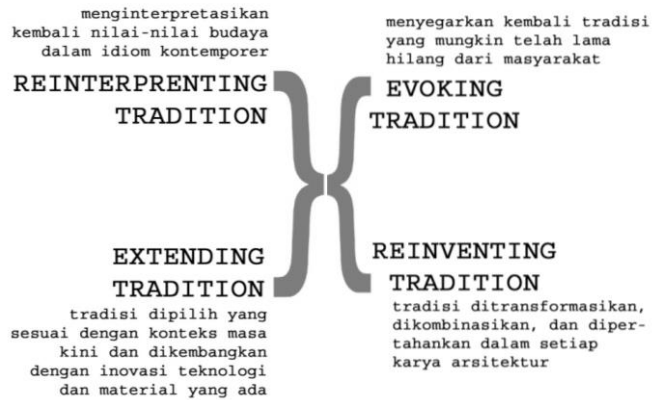 menginterpretasikan
kembali nilai-nilai budaya
dalam idiom kontemporer
REINTERPRENTING
TRADITION
menyegarkan kembali tradisi
yang mungkin telah lama
hilang dari masyarakat
EVOKING
TRADITION
EXTENDING
TRADITION
tradisi dipilih yang
sesuai dengan konteks masa
kini dan dikembangkan
dengan inovasi teknologi
dan material yang ada
REINVENTING
TRADITION
tradisi ditransformasikan,
dikombinasikan, dan diper-
tahankan dalam setiap
karya arsitektur